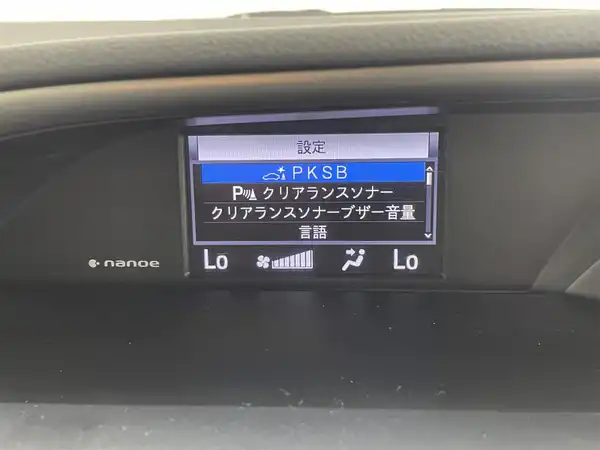 設定
PKSB
P クリアランスソナー
クリアランスソナーブザー音量
言語
nanoe
Lo Lo